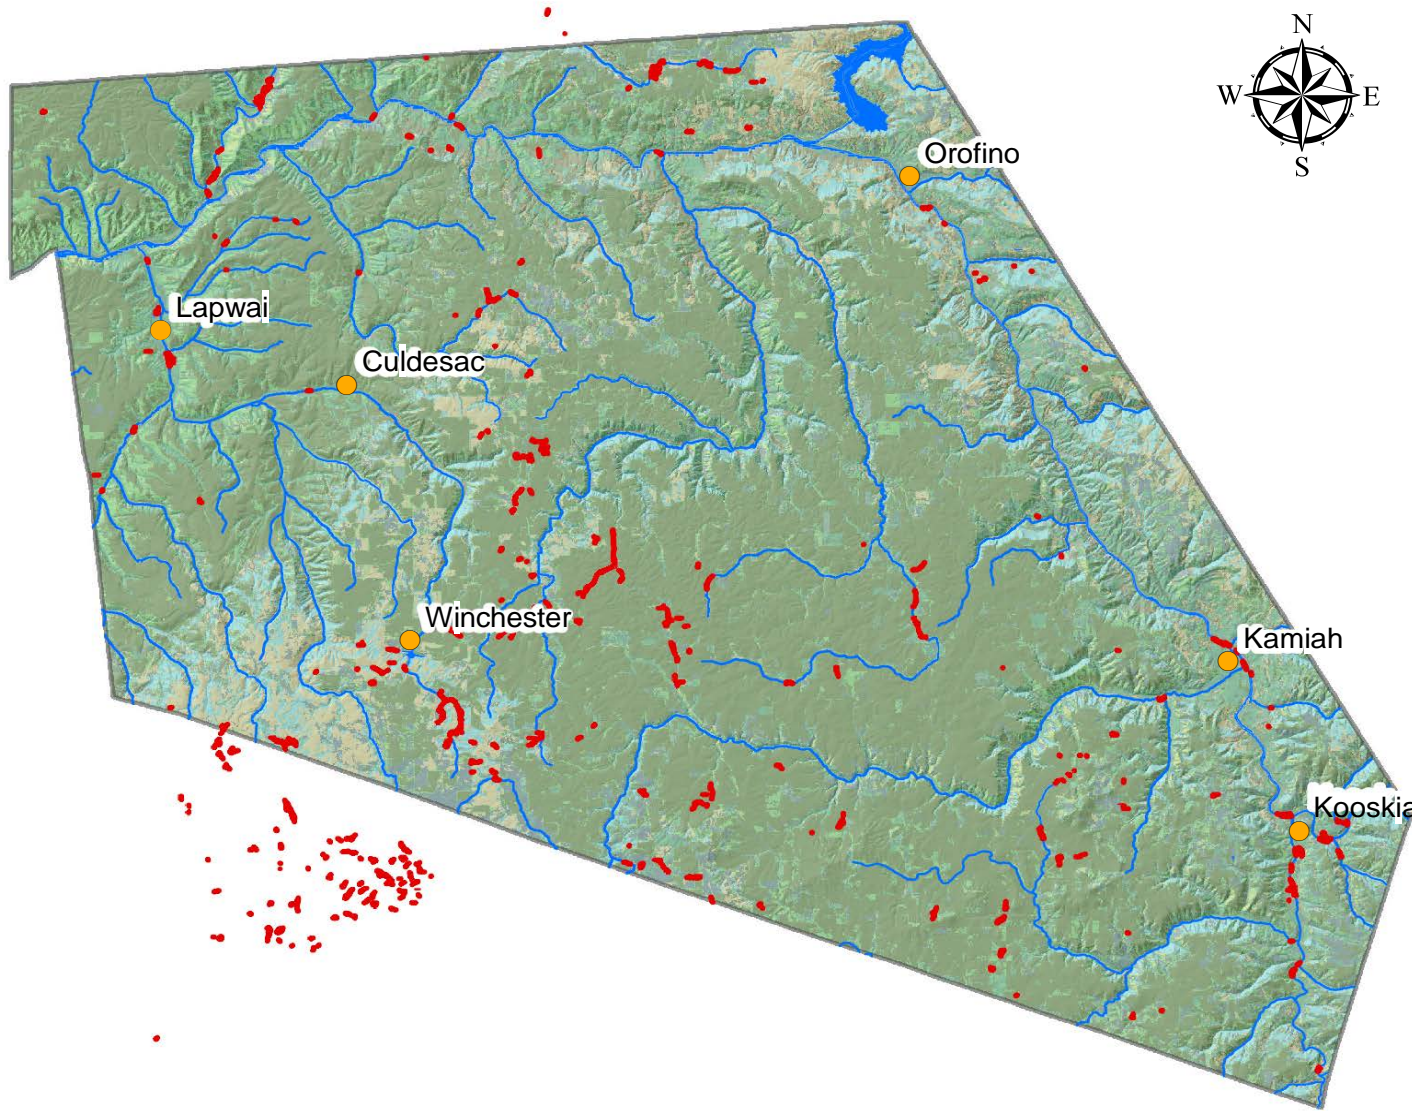 N
W E
S
Orofino
Lapwai
Culdesac
Winchester
Kamiah
Kooskia